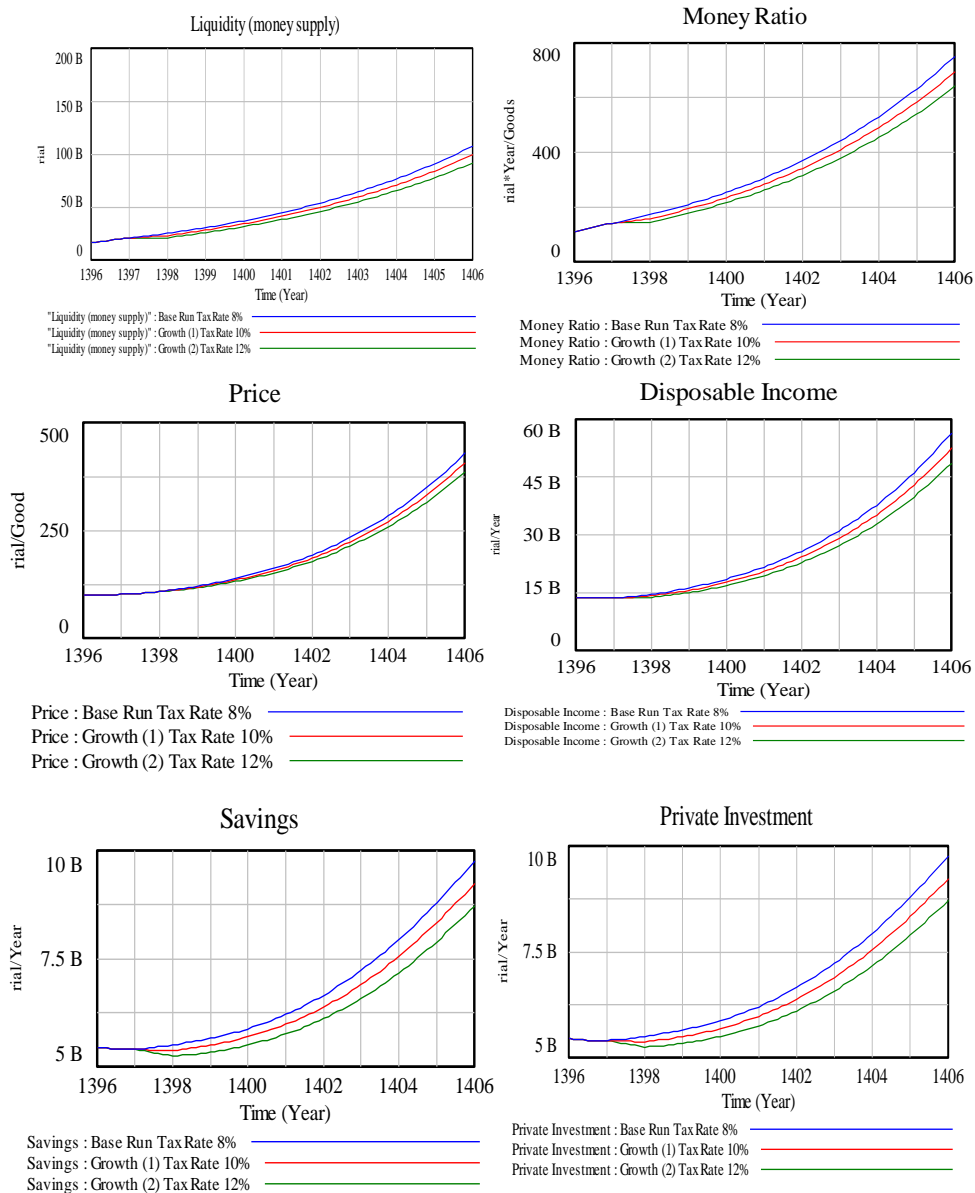 Liquidity (money supply)
200 B
150 B
100 B
50 B
0
rial
1396 1397 1398 1399 1400 1401 1402 1403 1404 1405 1406
Time (Year)
"Liquidity (money supply)" : Base Run Tax Rate 8%
"Liquidity (money supply)" : Growth (1) Tax Rate 10%
"Liquidity (money supply)" : Growth (2) Tax Rate 12%
Money Ratio
800
400
0
rial*Year/Goods
1396 1398 1400 1402 1404 1406
Time (Year)
Money Ratio : Base Run Tax Rate 8%
Money Ratio : Growth (1) Tax Rate 10%
Money Ratio : Growth (2) Tax Rate 12%
Price
500
250
0
rial/Good
1396 1398 1400 1402 1404 1406
Time (Year)
Price : Base Run Tax Rate 8%
Price : Growth (1) Tax Rate 10%
Price : Growth (2) Tax Rate 12%
Disposable Income
60 B
45 B
30 B
15 B
0
rial/Year
1396 1398 1400 1402 1404 1406
Time (Year)
Disposable Income : Base Run Tax Rate 8%
Disposable Income : Growth (1) Tax Rate 10%
Disposable Income : Growth (2) Tax Rate 12%
Savings
10 B
7.5 B
5 B
rial/Year
1396 1398 1400 1402 1404 1406
Time (Year)
Savings : Base Run Tax Rate 8%
Savings : Growth (1) Tax Rate 10%
Savings : Growth (2) Tax Rate 12%
Private Investment
10 B
7.5 B
5 B
rial/Year
1396 1398 1400 1402 1404 1406
Time (Year)
Private Investment : Base Run Tax Rate 8%
Private Investment : Growth (1) Tax Rate 10%
Private Investment : Growth (2) Tax Rate 12%